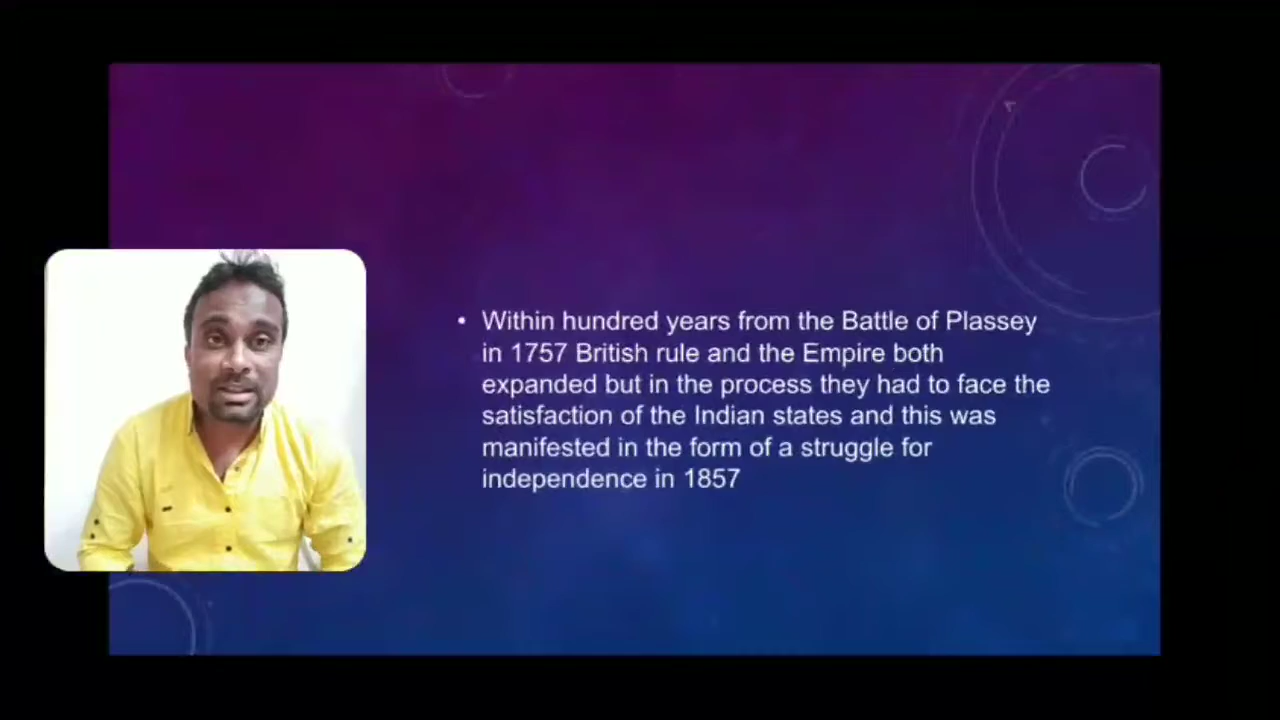 • Within hundred years from the Battle of Plassey
in 1757 British rule and the Empire both
expanded but in the process they had to face the
satisfaction of the Indian states and this was
manifested in the form of a struggle for
independence in 1857